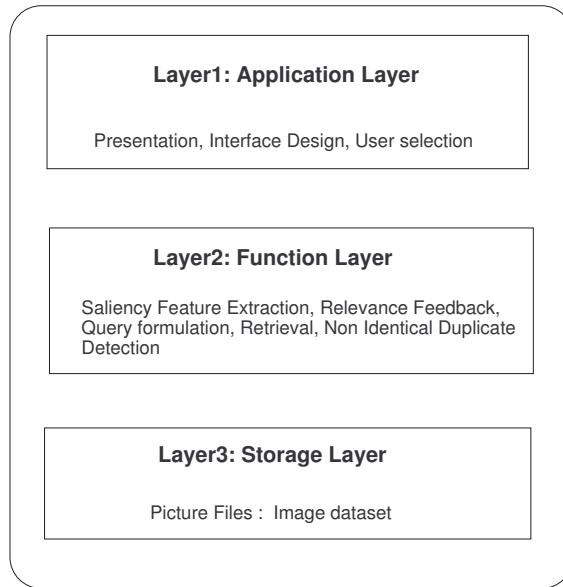 Layer1: Application Layer
Presentation, Interface Design, User selection
Layer2: Function Layer
Saliency Feature Extraction, Relevance Feedback,
Query formulation, Retrieval, Non Identical Duplicate
Detection
Layer3: Storage Layer
Picture Files : Image dataset